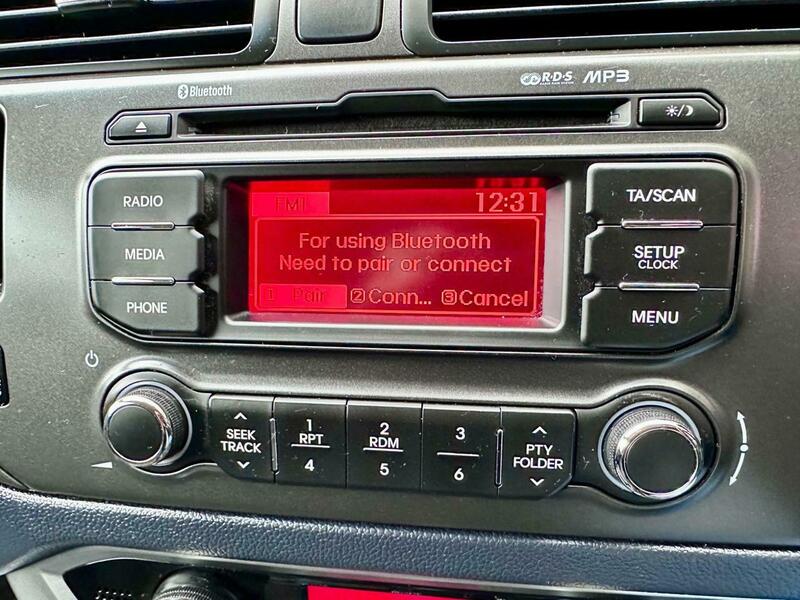 Bluetooth
R·D·S MP3
RADIO
MEDIA
PHONE
FM1 12:31
For using Bluetooth
Need to pair or connect
1 Pair 2 Conn... 3 Cancel
TA/SCAN
SETUP
CLOCK
MENU
SEEK
TRACK
1
RPT
4
2
RDM
5
3
6
PTY
FOLDER